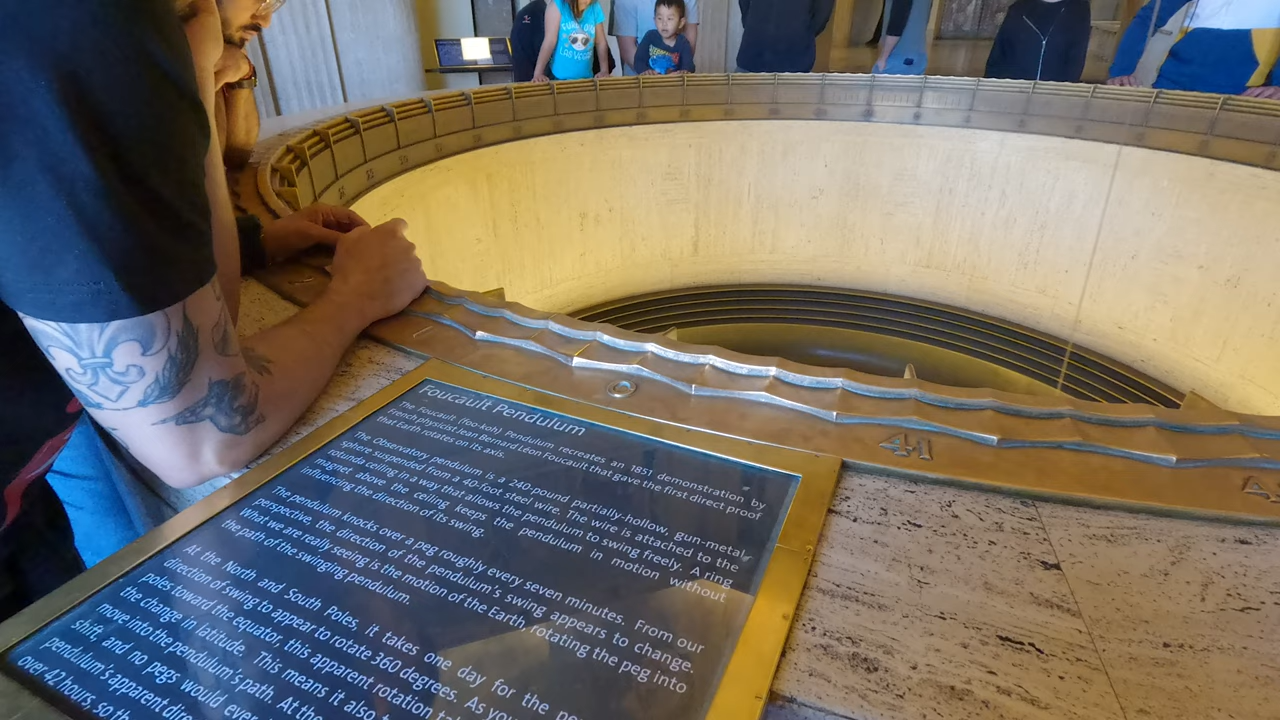 LAS VEGAS
41
Foucault Pendulum
The Foucault (foo-koh) Pendulum recreates an 1851 demonstration by
French physicist Jean Bernard Léon Foucault that gave the first direct proof
that Earth rotates on its axis.
The Observatory pendulum is a 240-pound partially-hollow, gun-metal
sphere suspended from a 40-foot steel wire. The wire is attached to the
rotunda ceiling in a way that allows the pendulum to swing freely. A ring
magnet above the ceiling keeps the pendulum in motion without
influencing the direction of its swing.
The pendulum knocks over a peg roughly every seven minutes. From our
perspective, the direction of the pendulum's swing appears to change.
What we are really seeing is the motion of the Earth, rotating the peg into
the path of the swinging pendulum.
At the North and South Poles, it takes one day for the
direction of swing to appear to rotate 360 degrees. As you
poles toward the equator, this apparent rotation
the change in latitude. This means it also
move into the pendulum's path. At the
shift, and no pegs would ever
pendulum's apparent
over 42 hours, so